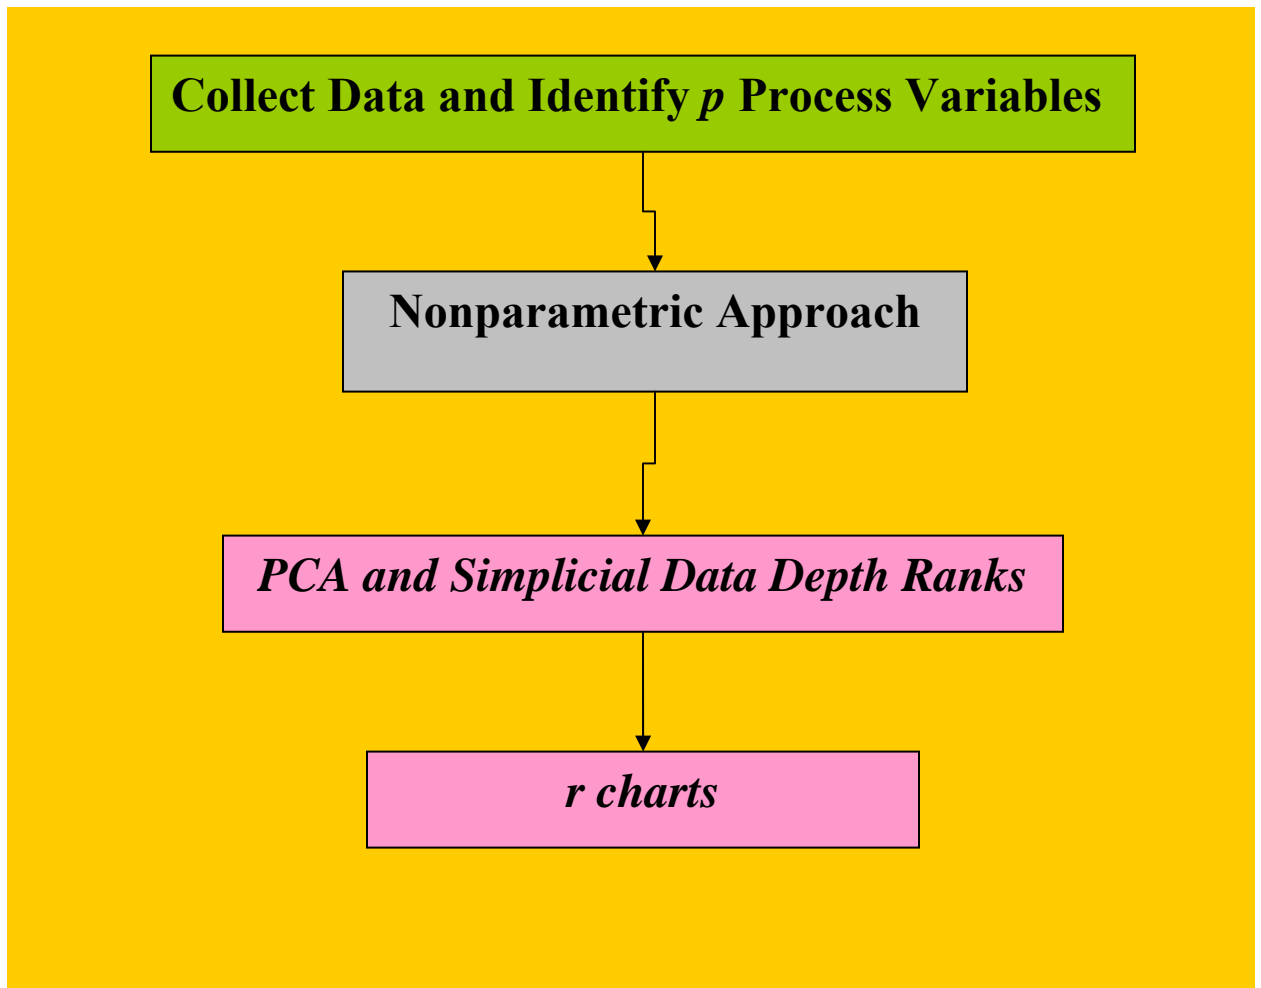 Collect Data and Identify p Process Variables
Nonparametric Approach
PCA and Simplicial Data Depth Ranks
r charts